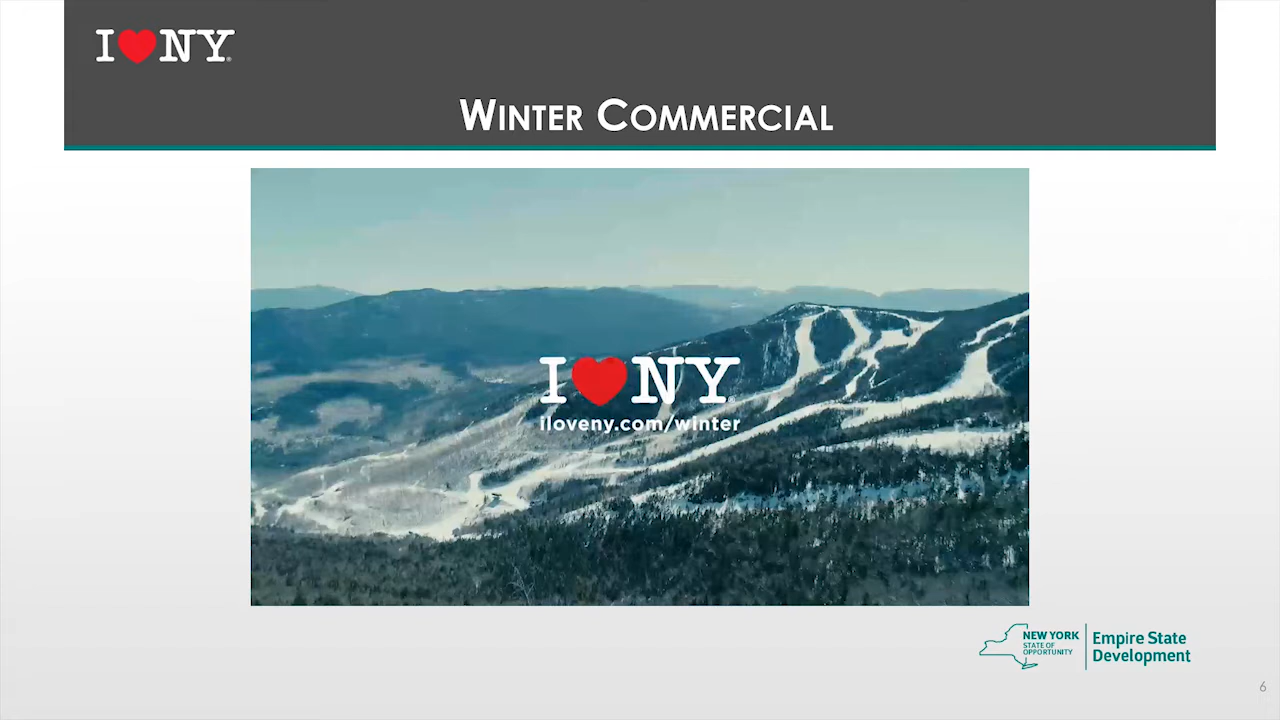 I ❤ NY®
WINTER COMMERCIAL
I ❤ NY®
iloveny.com/winter
NEW YORK
STATE OF
OPPORTUNITY
Empire State
Development
6